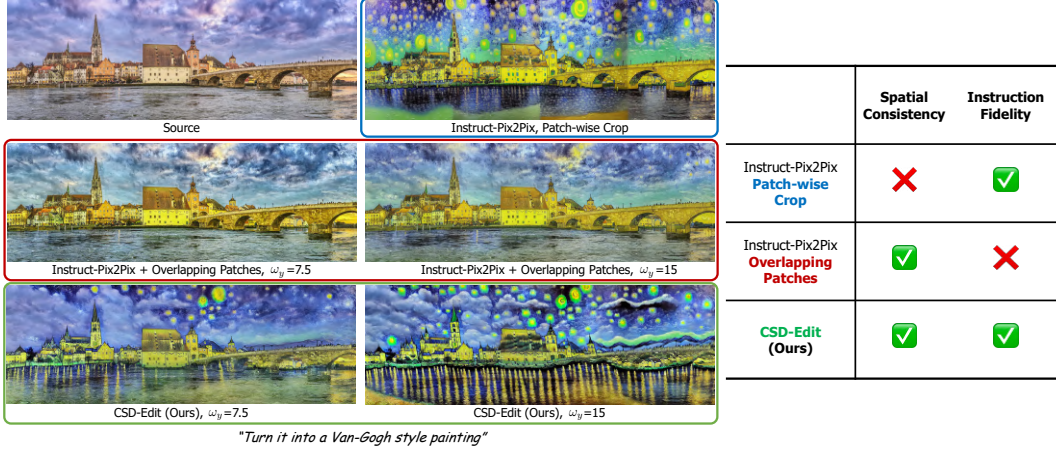 Source
Instruct-Pix2Pix, Patch-wise Crop
Instruct-Pix2Pix + Overlapping Patches, ω_y=7.5
Instruct-Pix2Pix + Overlapping Patches, ω_y=15
CSD-Edit (Ours), ω_y=7.5
CSD-Edit (Ours), ω_y=15
"Turn it into a Van-Gogh style painting"
Spatial
Consistency
Instruction
Fidelity
Instruct-Pix2Pix
Patch-wise
Crop
Instruct-Pix2Pix
Overlapping
Patches
CSD-Edit
(Ours)